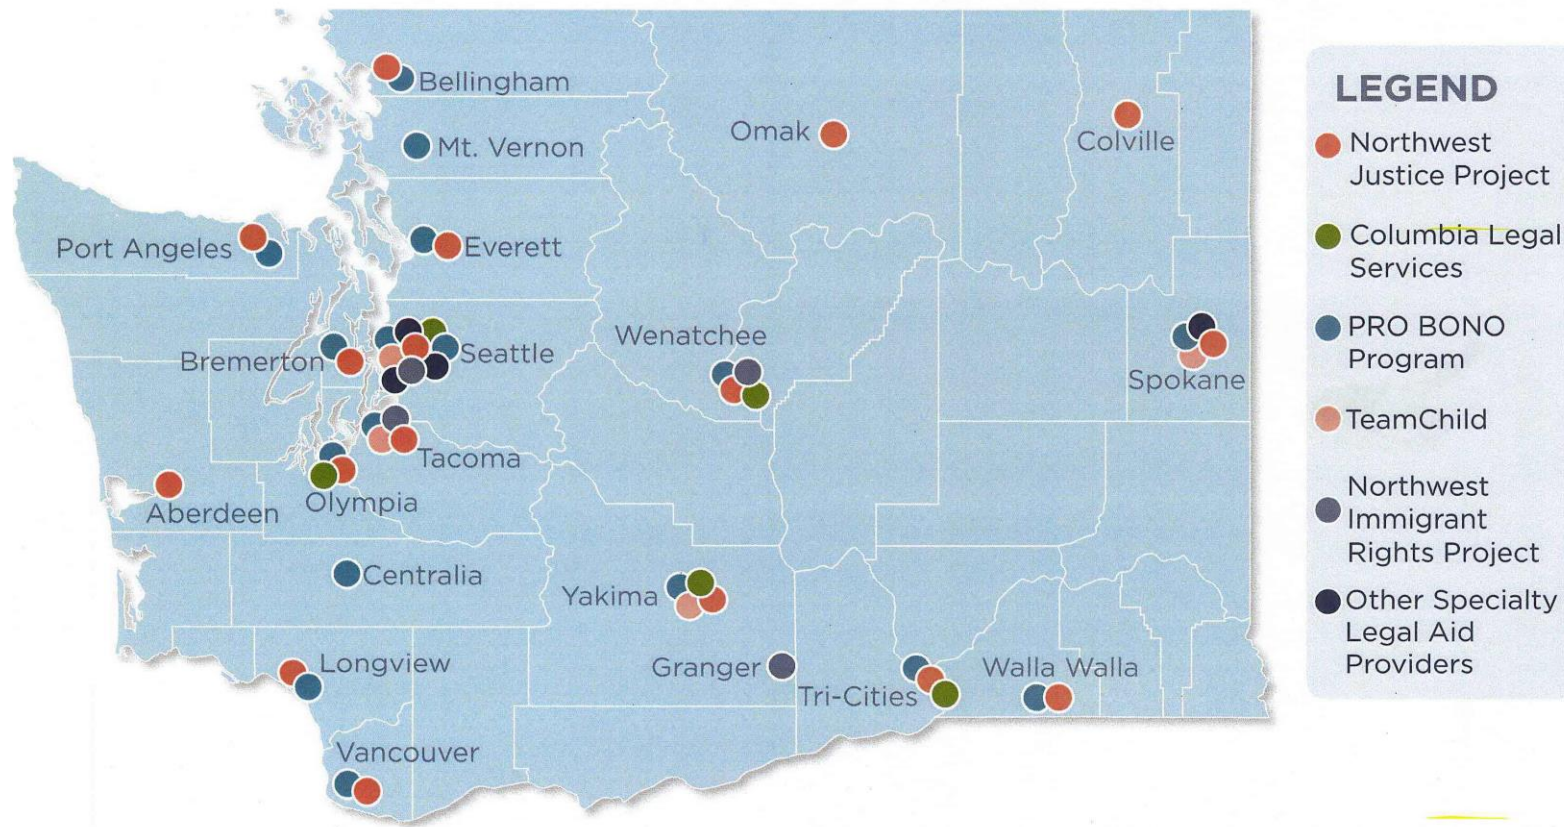 Bellingham
Mt. Vernon
Omak
Colville
Port Angeles
Everett
Bremerton
Seattle
Wenatchee
Spokane
Tacoma
Aberdeen
Olympia
Centralia
Yakima
Longview
Granger
Walla Walla
Tri-Cities
Vancouver
LEGEND
Northwest
Justice Project
Columbia Legal
Services
PRO BONO
Program
TeamChild
Northwest
Immigrant
Rights Project
Other Specialty
Legal Aid
Providers